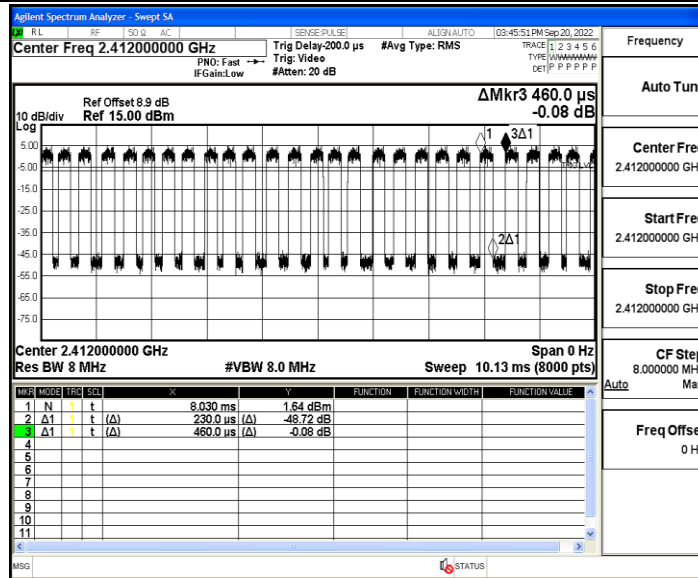 Agilent Spectrum Analyzer - Swept SA
RL RF 50 Ω AC SENSE:PULSE ALIGN AUTO 03:45:51 PM Sep 20, 2022
Center Freq 2.412000000 GHz
PNO: Fast
IFGain:Low
Trig Delay-200.0 µs
Trig: Video
#Atten: 20 dB
#Avg Type: RMS
TRACE 1 2 3 4 5 6
TYPE
DET P P P P P P
ΔMkr3 460.0 µs
-0.08 dB
Ref Offset 8.9 dB
10 dB/div Ref 15.00 dBm
Log
1 3Δ1
5.00
-5.00
TRIG LVL
-15.0
-25.0
-35.0
2Δ1
-45.0
-55.0
-65.0
-75.0
Center 2.412000000 GHz Span 0 Hz
Res BW 8 MHz #VBW 8.0 MHz Sweep 10.13 ms (8000 pts)
MKR MODE TRC SCL X Y FUNCTION FUNCTION WIDTH FUNCTION VALUE
1 N 1 t 8.030 ms 1.64 dBm
2 Δ1 1 t (Δ) 230.0 µs (Δ) -48.72 dB
3 Δ1 1 t (Δ) 460.0 µs (Δ) -0.08 dB
4
5
6
7
8
9
10
11
MSG STATUS
Frequency
Auto Tun
Center Fre
2.412000000 GH
Start Fre
2.412000000 GH
Stop Fre
2.412000000 GH
CF Ste
8.000000 MH
Auto Ma
Freq Offse
0 H